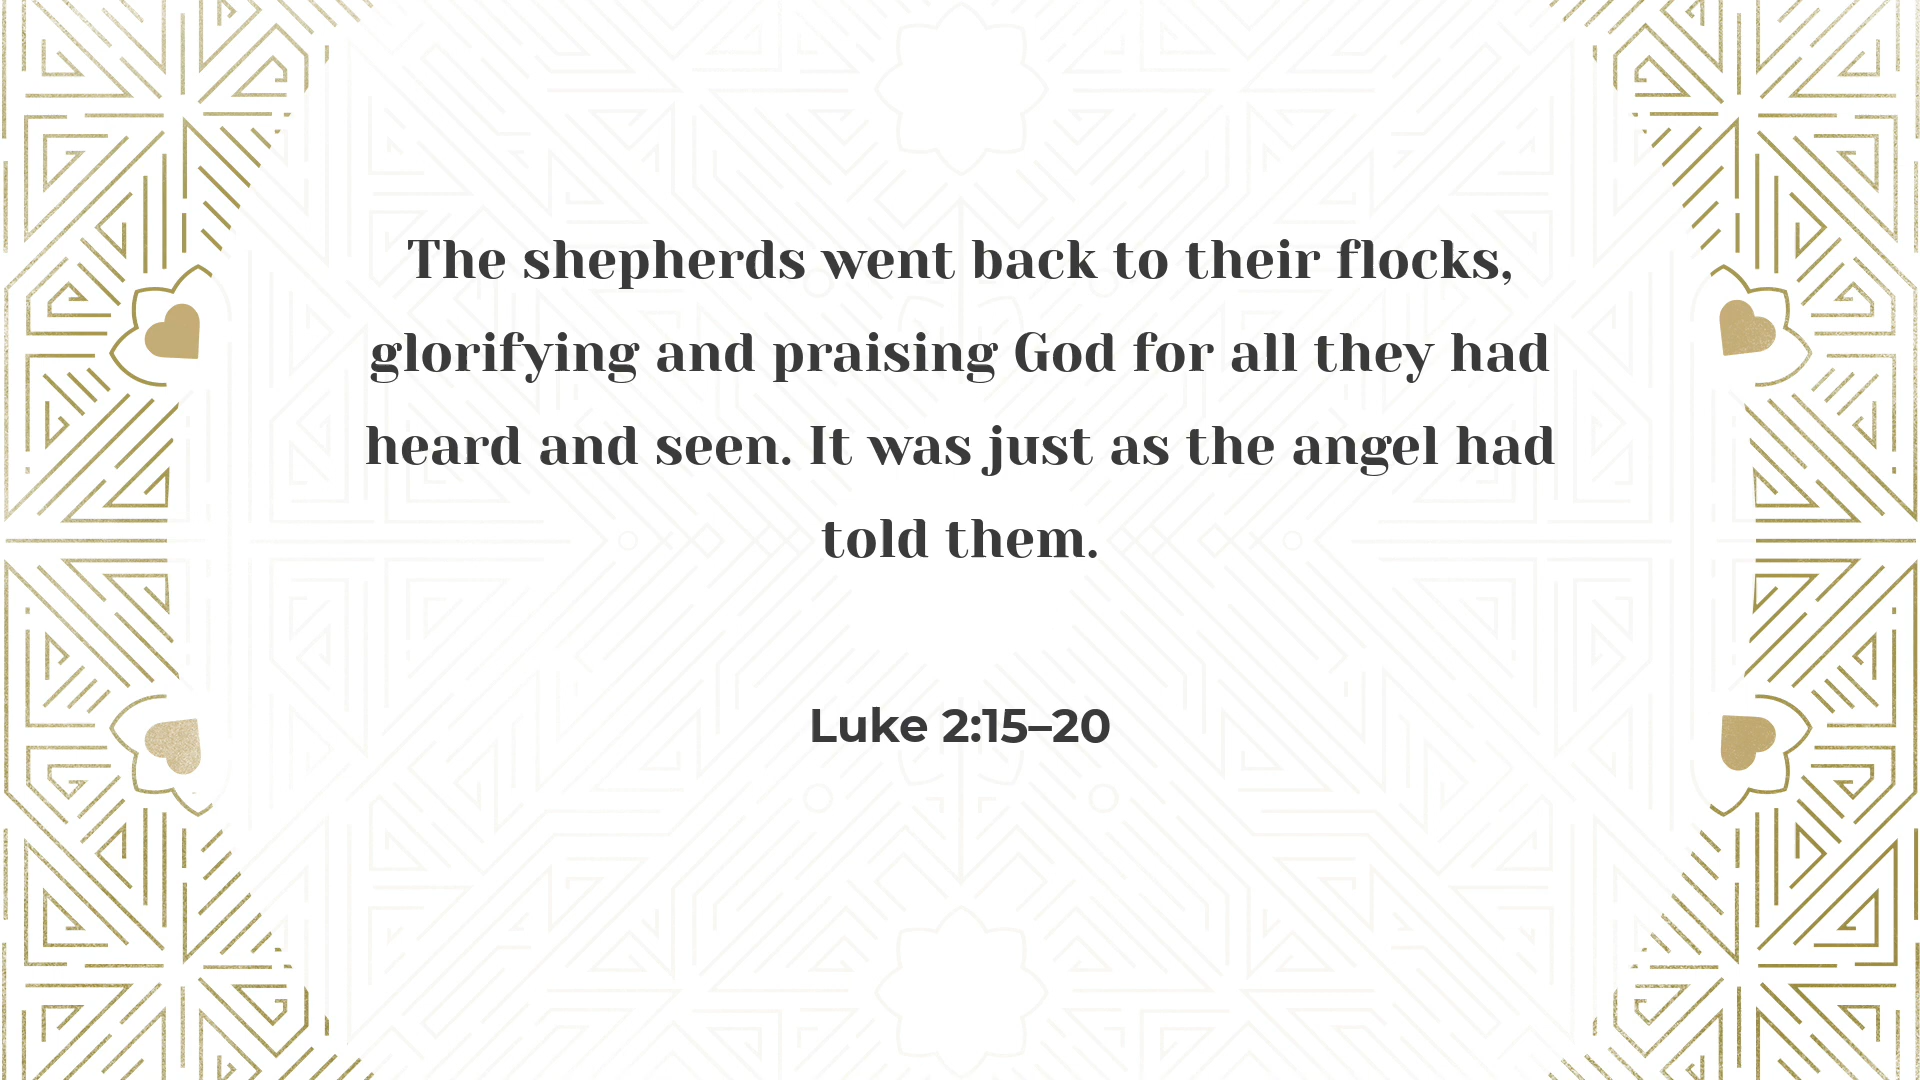 The shepherds went back to their flocks,
glorifying and praising God for all they had
heard and seen. It was just as the angel had
told them.
Luke 2:15–20